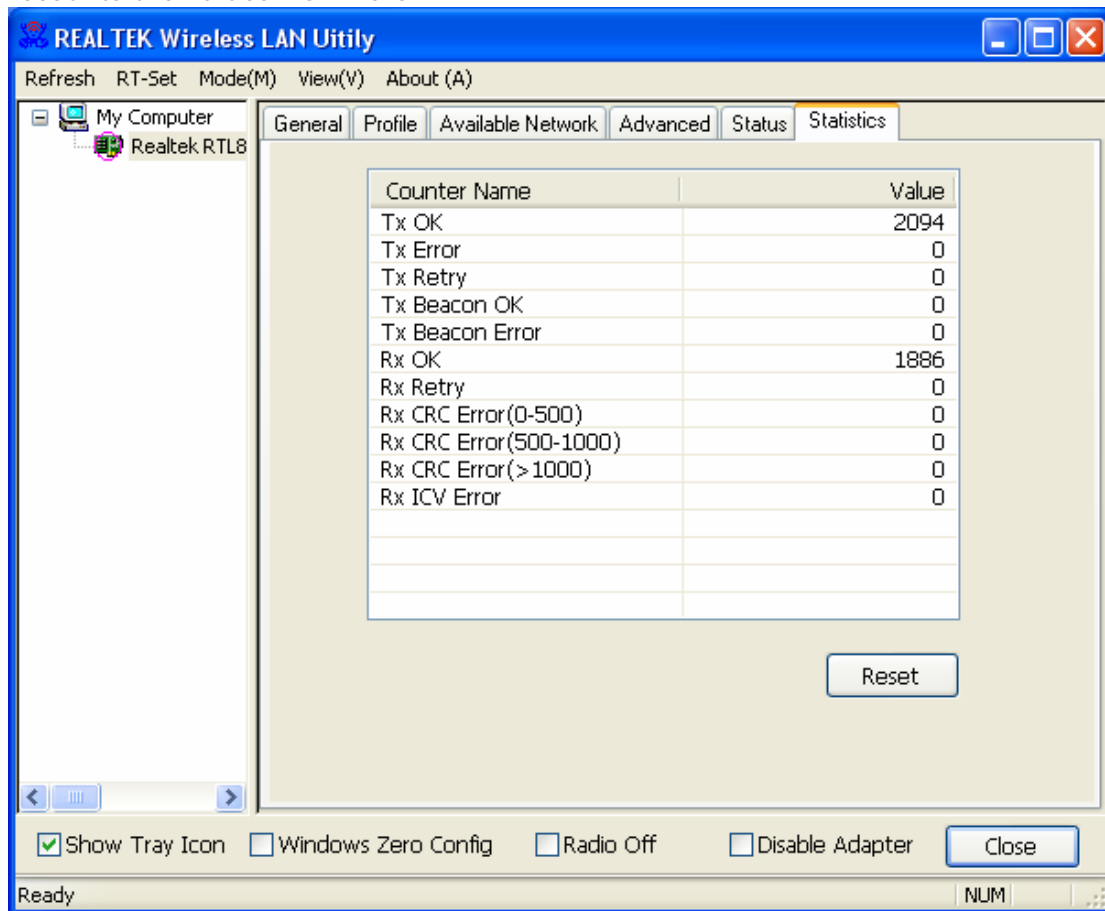 REALTEK Wireless LAN Uitily
Refresh RT-Set Mode(M) View(V) About (A)
My Computer
Realtek RTL8
General Profile Available Network Advanced Status Statistics
Counter Name Value
Tx OK 2094
Tx Error 0
Tx Retry 0
Tx Beacon OK 0
Tx Beacon Error 0
Rx OK 1886
Rx Retry 0
Rx CRC Error(0-500) 0
Rx CRC Error(500-1000) 0
Rx CRC Error(>1000) 0
Rx ICV Error 0
Reset
Show Tray Icon Windows Zero Config Radio Off Disable Adapter Close
Ready NUM